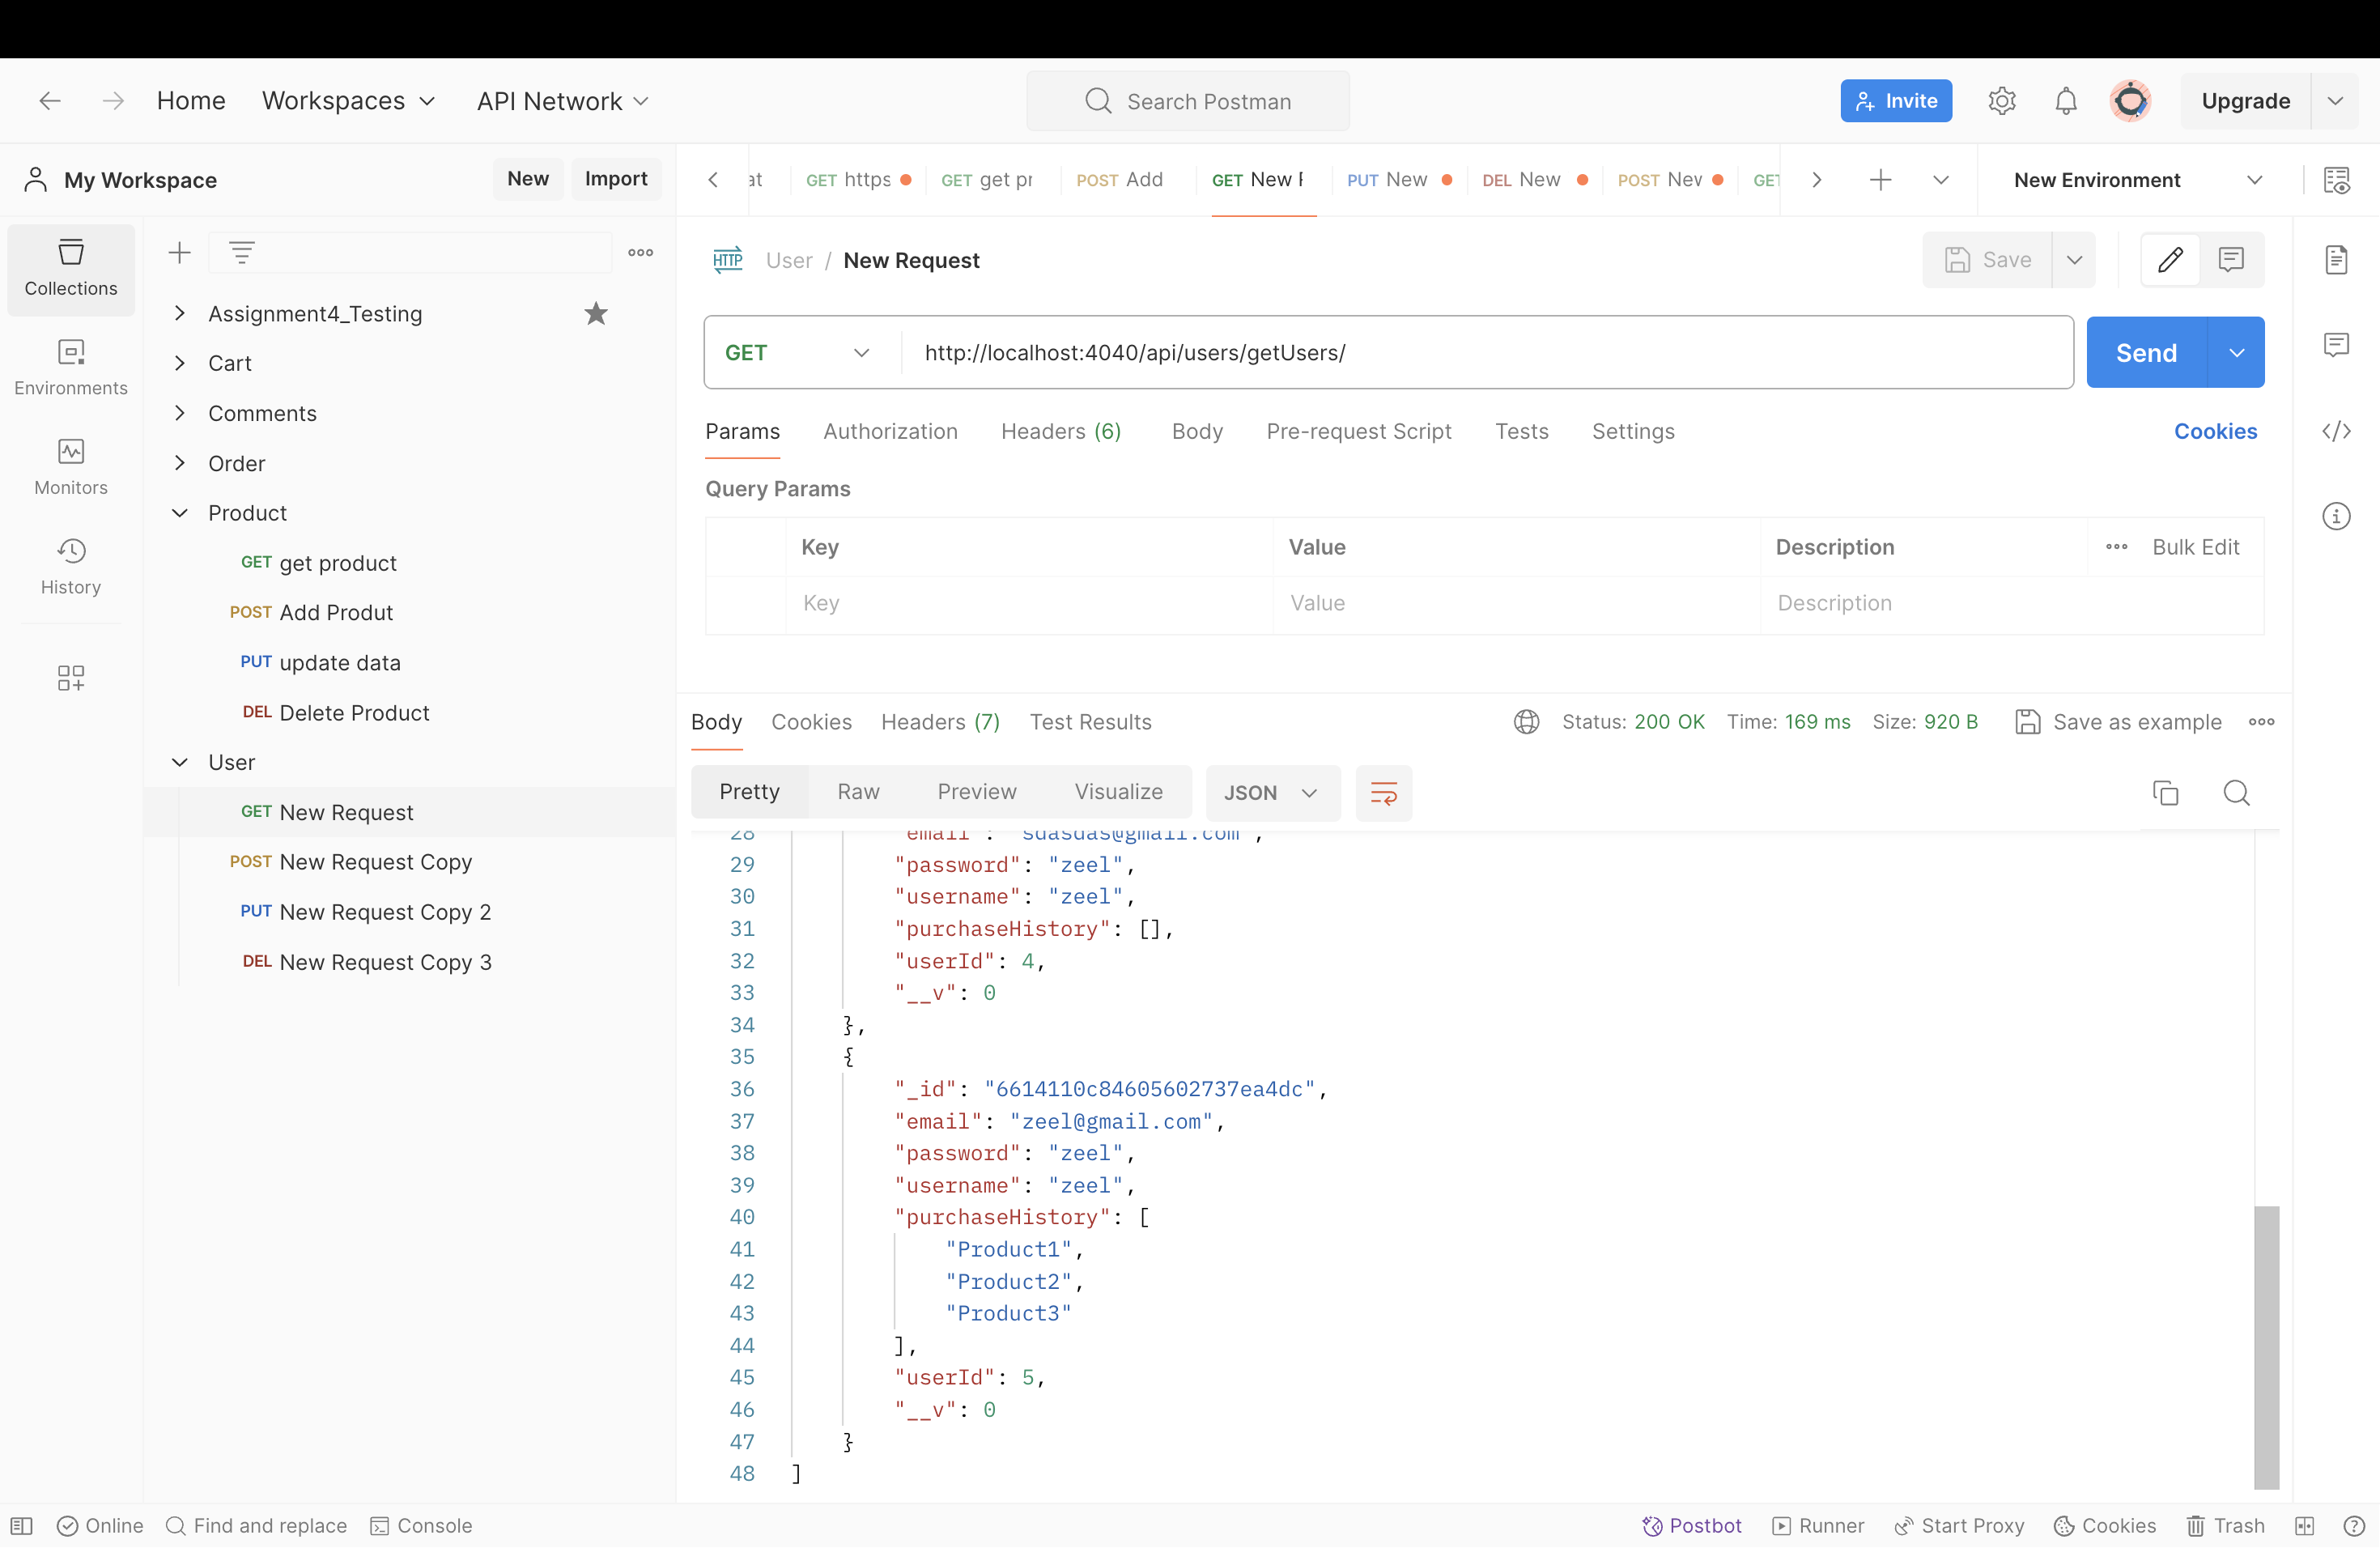 Home Workspaces API Network Search Postman Invite Upgrade
My Workspace New Import at GET https GET get pr POST Add GET New PUT New DEL New POST New GET New Environment
Collections
Environments
Monitors
History
Assignment4_Testing
Cart
Comments
Order
Product
GET get product
POST Add Produt
PUT update data
DEL Delete Product
User
GET New Request
POST New Request Copy
PUT New Request Copy 2
DEL New Request Copy 3
HTTP User / New Request Save
GET http://localhost:4040/api/users/getUsers/ Send
Params Authorization Headers (6) Body Pre-request Script Tests Settings Cookies
Query Params
Key Value Description Bulk Edit
Key Value Description
Body Cookies Headers (7) Test Results Status: 200 OK Time: 169 ms Size: 920 B Save as example
Pretty Raw Preview Visualize JSON
28 "email": "suasdas@gmail.com",
29 "password": "zeel",
30 "username": "zeel",
31 "purchaseHistory": [],
32 "userId": 4,
33 "__v": 0
34 },
35 {
36 "_id": "6614110c84605602737ea4dc",
37 "email": "zeel@gmail.com",
38 "password": "zeel",
39 "username": "zeel",
40 "purchaseHistory": [
41 "Product1",
42 "Product2",
43 "Product3"
44 ],
45 "userId": 5,
46 "__v": 0
47 }
48 ]
Online Find and replace Console Postbot Runner Start Proxy Cookies Trash